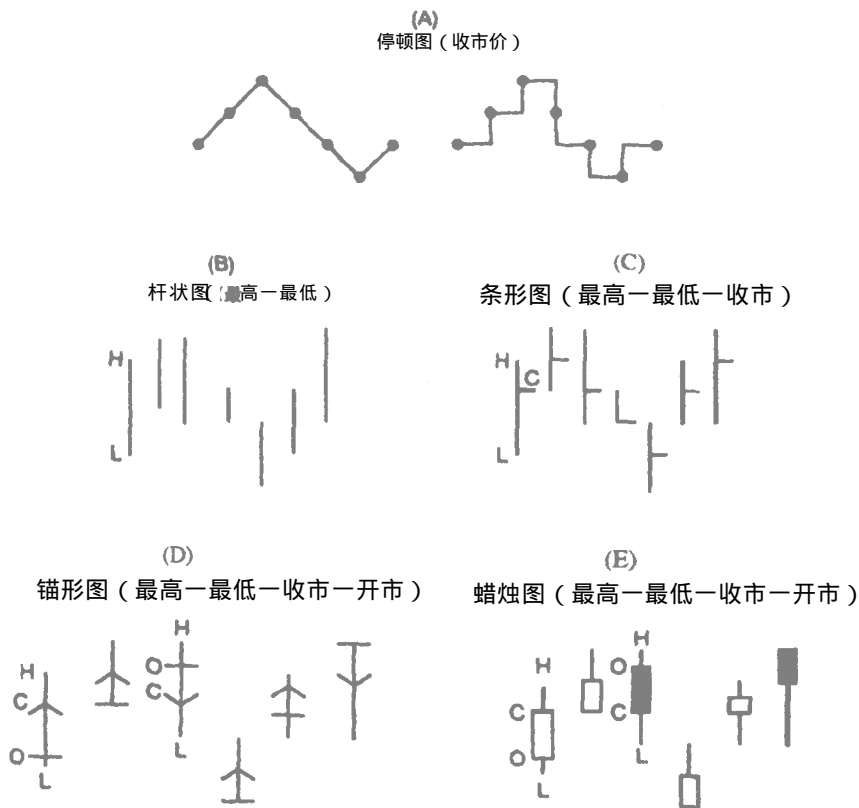 (A)
停顿图（收市价）
(B)
杆状图（最高一最低）
(C)
条形图（最高一最低一收市）
H
L
H
C
L
(D)
锚形图（最高一最低一收市一开市）
(E)
蜡烛图（最高一最低一收市一开市）
H
C
O
L
H
O
C
L
H
C
O
L
H
O
C
L